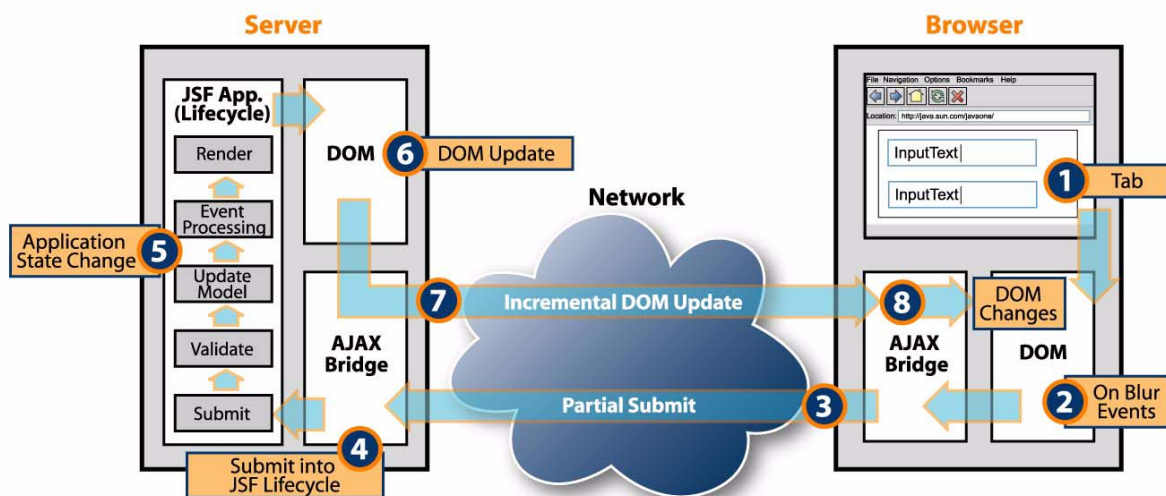 Server
Browser
JSF App.
(Lifecycle)
Render
Event
Processing
Update
Model
Validate
Submit
DOM
6
DOM Update
Application
State Change
5
AJAX
Bridge
4
Submit into
JSF Lifecycle
Network
7
Incremental DOM Update
Partial Submit
3
File Navigation Options Bookmarks Help
Location: http://java.sun.com/javaone/
InputText
InputText
1
Tab
8
DOM
Changes
AJAX
Bridge
DOM
2
On Blur
Events